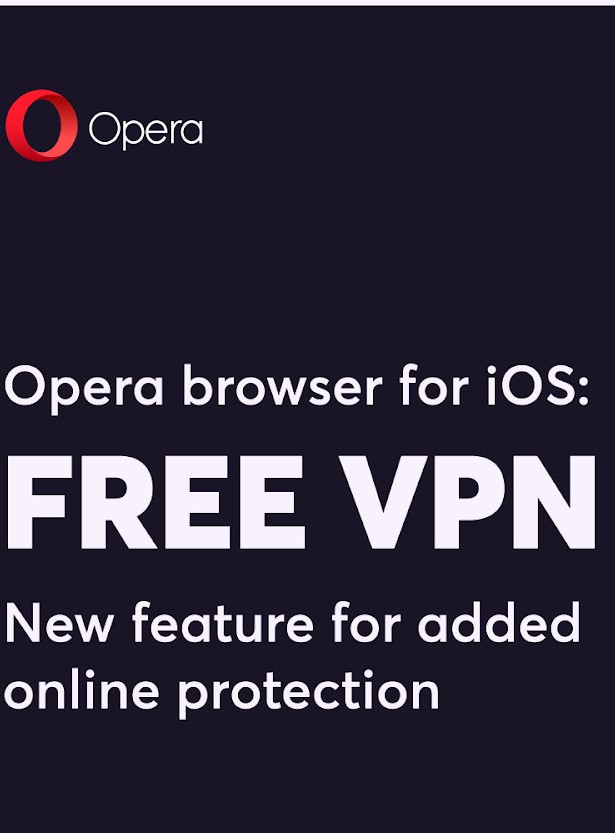 Opera
Opera browser for iOS:
FREE VPN
New feature for added
online protection